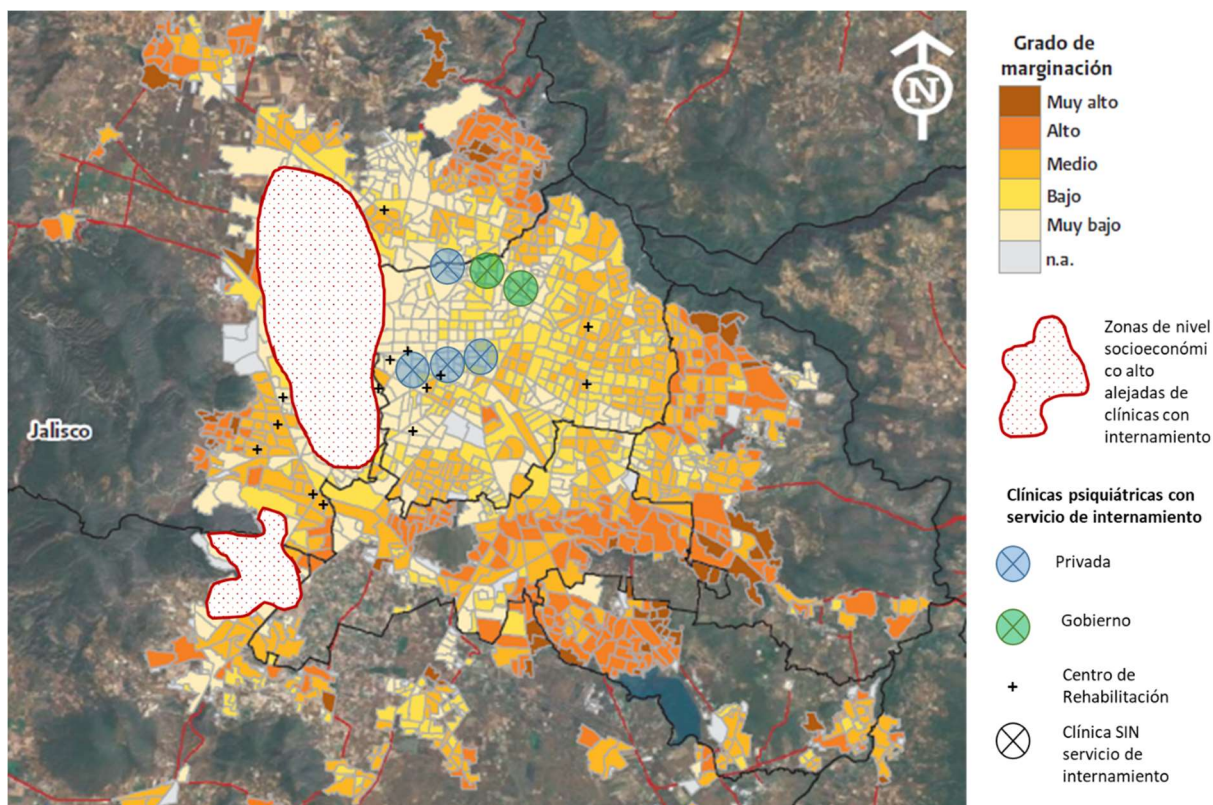 N
Jalisco
Grado de
marginación
Muy alto
Alto
Medio
Bajo
Muy bajo
n.a.
Zonas de nivel
socioeconómi
co alto
alejadas de
clínicas con
internamiento
Clínicas psiquiátricas con
servicio de internamiento
Privada
Gobierno
Centro de
Rehabilitación
Clínica SIN
servicio de
internamiento